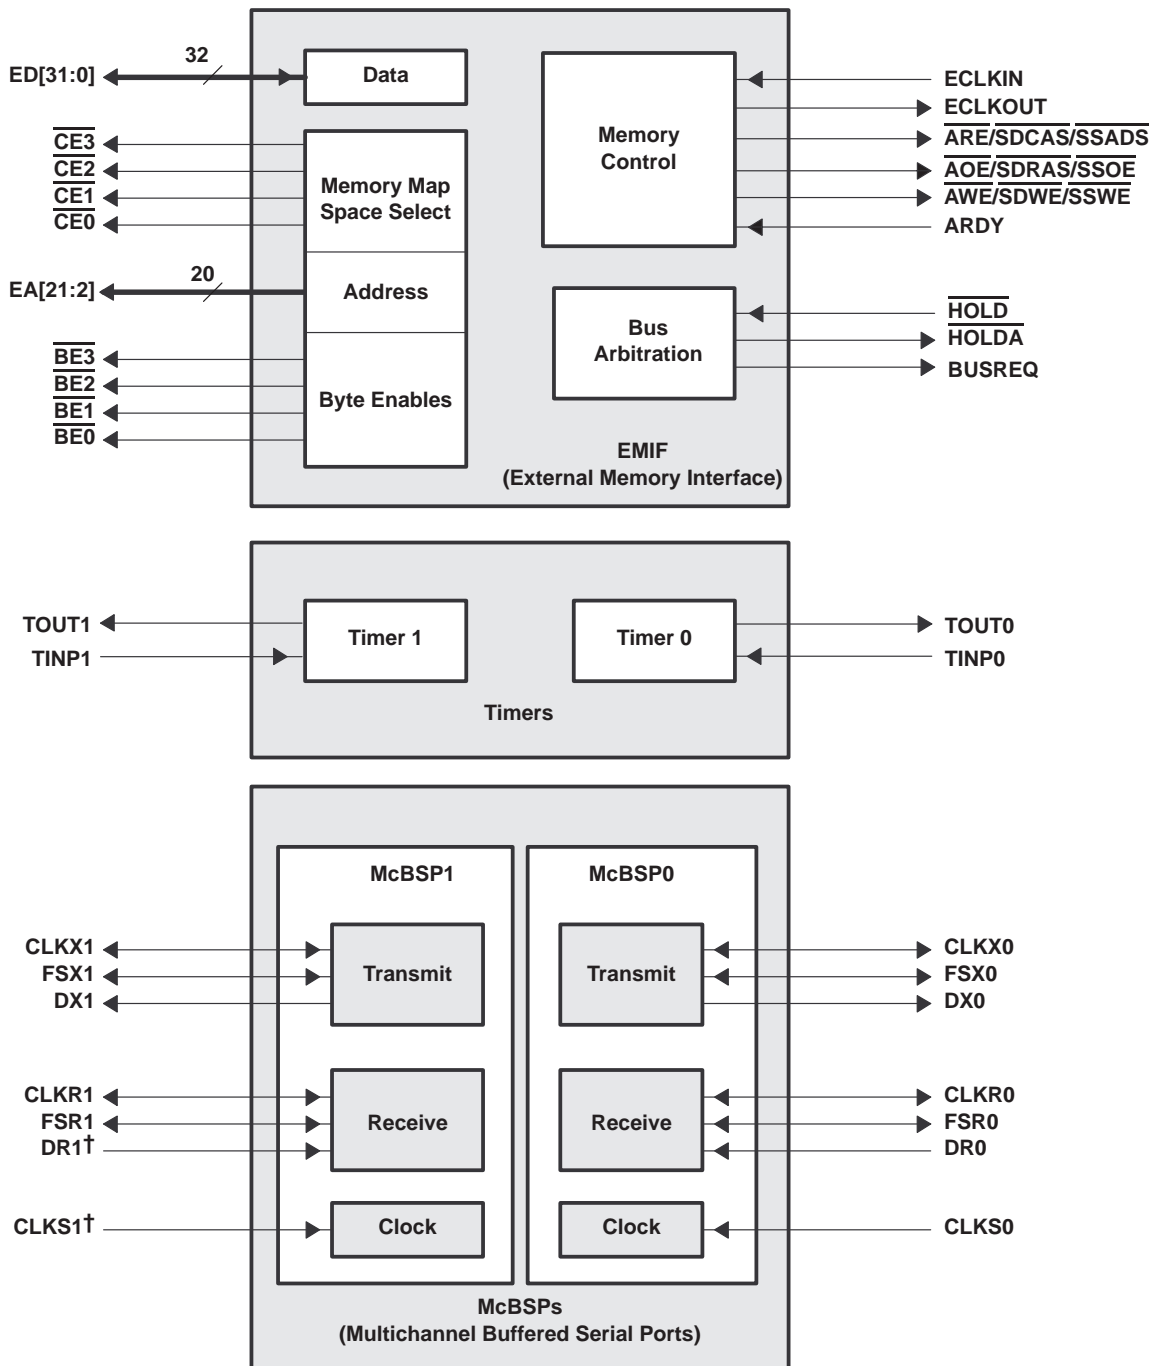 32
ED[31:0]
Data
CE3
CE2
CE1
CE0
Memory Map
Space Select
20
EA[21:2]
Address
BE3
BE2
BE1
BE0
Byte Enables
Memory
Control
ECLKIN
ECLKOUT
ARE/SDCAS/SSADS
AOE/SDRAS/SSOE
AWE/SDWE/SSWE
ARDY
Bus
Arbitration
HOLD
HOLDA
BUSREQ
EMIF
(External Memory Interface)
TOUT1
TINP1
Timer 1
Timer 0
TOUT0
TINP0
Timers
McBSP1
McBSP0
CLKX1
FSX1
DX1
Transmit
Transmit
CLKX0
FSX0
DX0
CLKR1
FSR1
DR1†
Receive
Receive
CLKR0
FSR0
DR0
CLKS1†
Clock
Clock
CLKS0
McBSPs
(Multichannel Buffered Serial Ports)